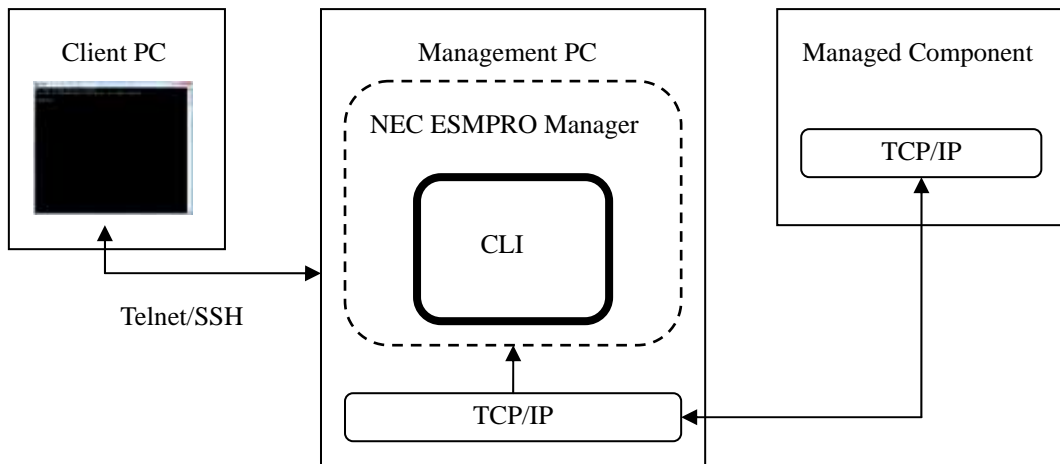 Client PC
Telnet/SSH
Management PC
NEC ESMPRO Manager
CLI
TCP/IP
Managed Component
TCP/IP